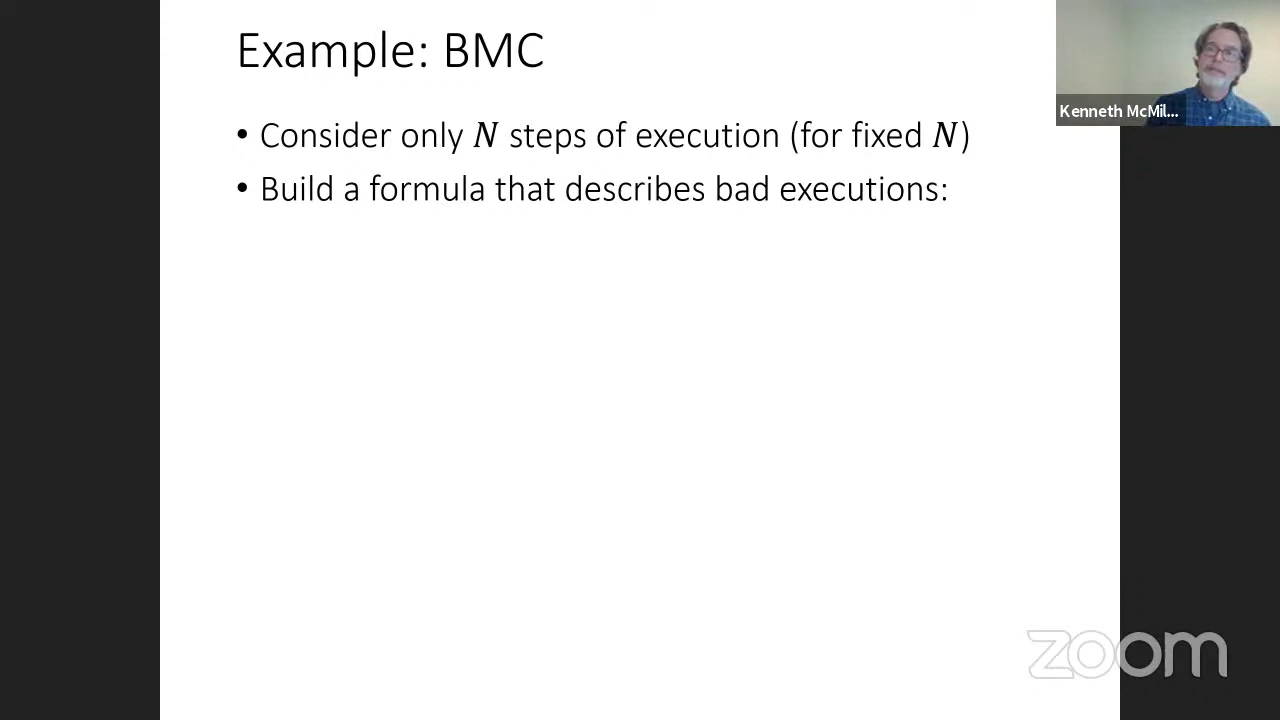 Example: BMC
• Consider only N steps of execution (for fixed N)
• Build a formula that describes bad executions:
Kenneth McMil...
zoom